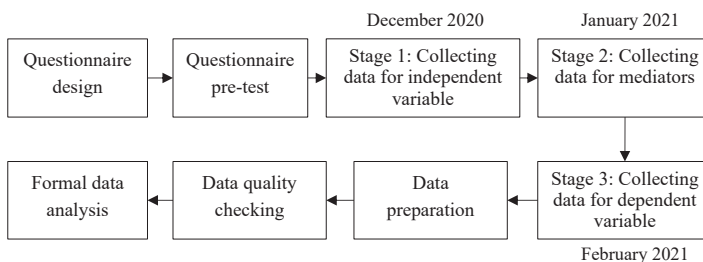 December 2020
January 2021
Questionnaire
design
Questionnaire
pre-test
Stage 1: Collecting
data for independent
variable
Stage 2: Collecting
data for mediators
Formal data
analysis
Data quality
checking
Data
preparation
Stage 3: Collecting
data for dependent
variable
February 2021